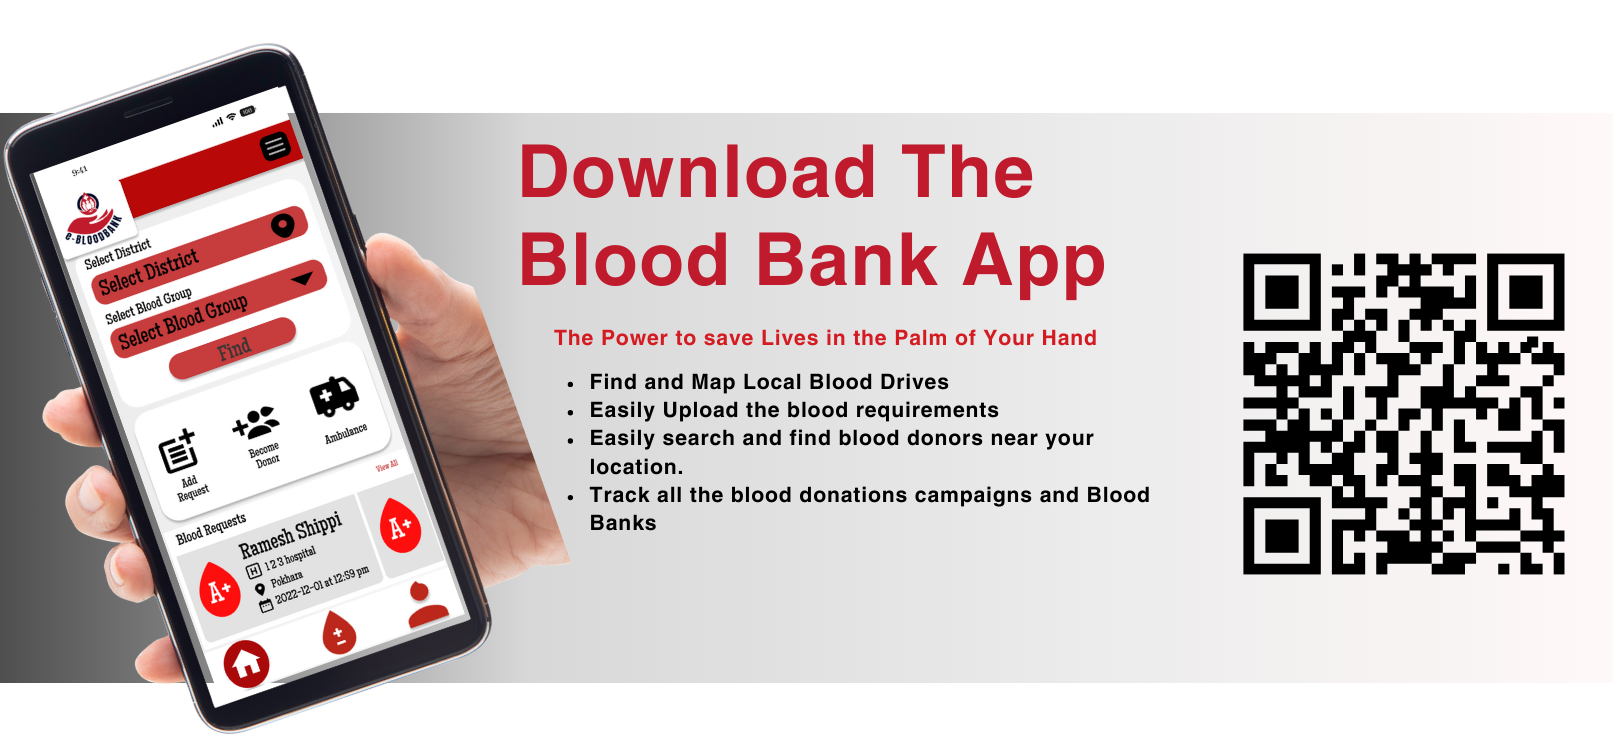 9:41
100
e-BLOODBANK
Select District
Select District
Select Blood Group
Select Blood Group
Find
Add
Request
Become
Donor
Ambulance
View All
Blood Requests
A+
Ramesh Shippi
H 1 2 3 hospital
Pokhara
2022-12-01 at 12:59 pm
A+
Download The
Blood Bank App
The Power to save Lives in the Palm of Your Hand
• Find and Map Local Blood Drives
• Easily Upload the blood requirements
• Easily search and find blood donors near your
location.
• Track all the blood donations campaigns and Blood
Banks